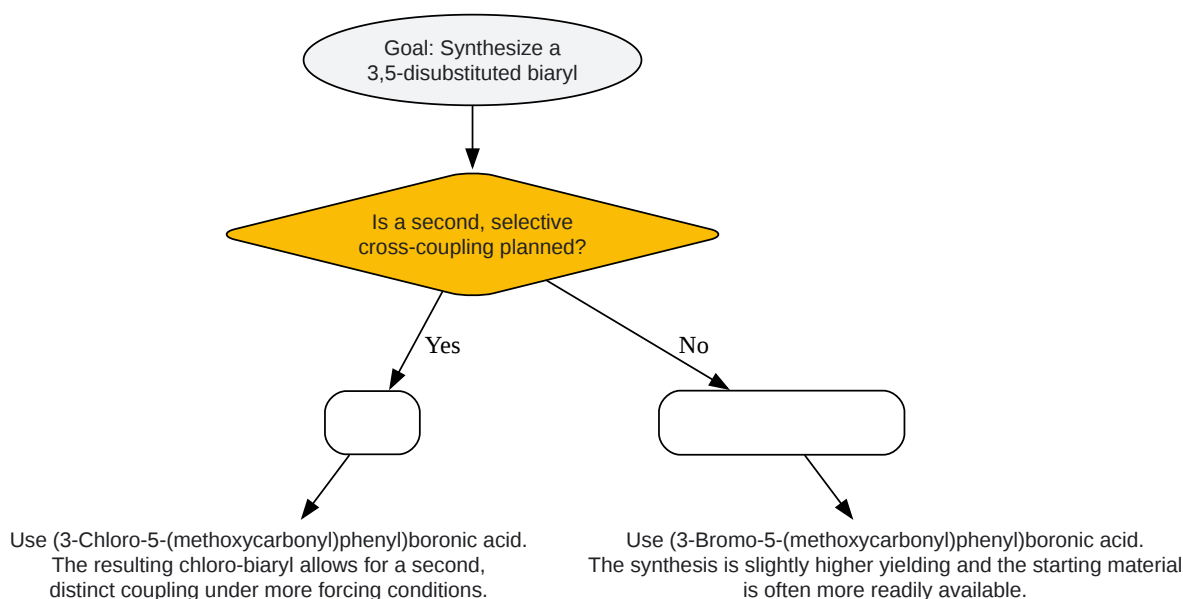 Goal: Synthesize a
3,5-disubstituted biaryl
Is a second, selective
cross-coupling planned?
Yes
No
Use (3-Chloro-5-(methoxycarbonyl)phenyl)boronic acid.
The resulting chloro-biaryl allows for a second,
distinct coupling under more forcing conditions.
Use (3-Bromo-5-(methoxycarbonyl)phenyl)boronic acid.
The synthesis is slightly higher yielding and the starting material
is often more readily available.